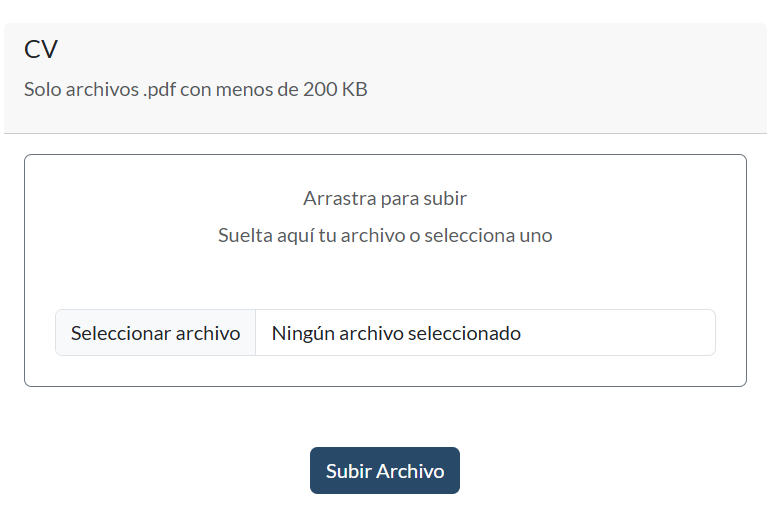 CV
Solo archivos .pdf con menos de 200 KB
Arrastra para subir
Suelta aquí tu archivo o selecciona uno
Seleccionar archivo Ningún archivo seleccionado
Subir Archivo